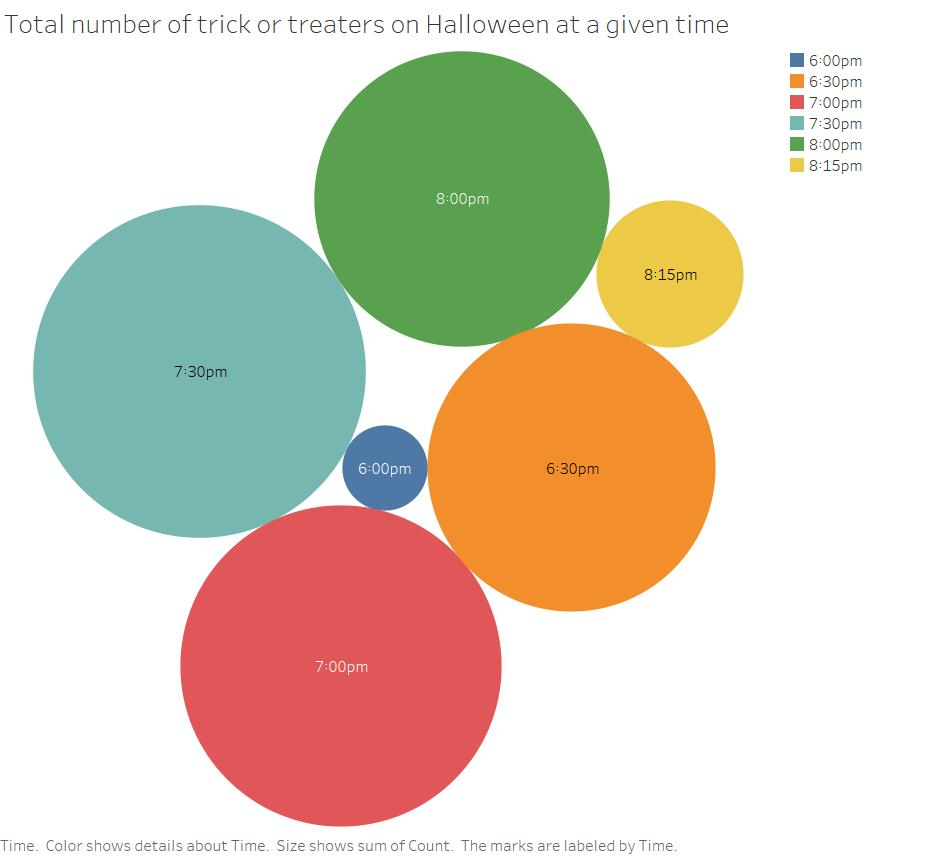 Total number of trick or treaters on Halloween at a given time
6:00pm
6:30pm
7:00pm
7:30pm
8:00pm
8:15pm
8:00pm
8:15pm
7:30pm
6:00pm
6:30pm
7:00pm
Time. Color shows details about Time. Size shows sum of Count. The marks are labeled by Time.